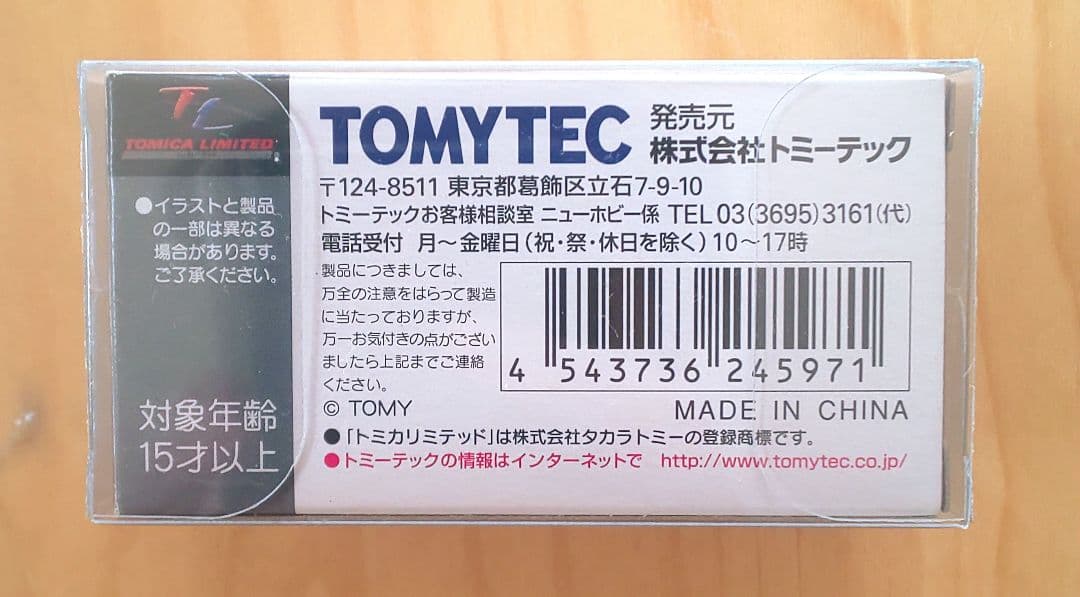 TL
TOMICA LIMITED
●イラストと製品
の一部は異なる
場合があります。
ご了承ください。
対象年齢
15才以上
TOMYTEC
発売元
株式会社トミーテック
〒124-8511 東京都葛飾区立石7-9-10
トミーテックお客様相談室 ニューホビー係 TEL 03(3695)3161(代)
電話受付 月～金曜日(祝・祭・休日を除く)10～17時
製品につきましては、
万全の注意をはらって製造
に当たっておりますが、
万一お気付きの点がござい
ましたら上記までご連絡
ください。
4 543736 245971
© TOMY
MADE IN CHINA
●「トミカリミテッド」は株式会社タカラトミーの登録商標です。
●トミーテックの情報はインターネットで http://www.tomytec.co.jp/